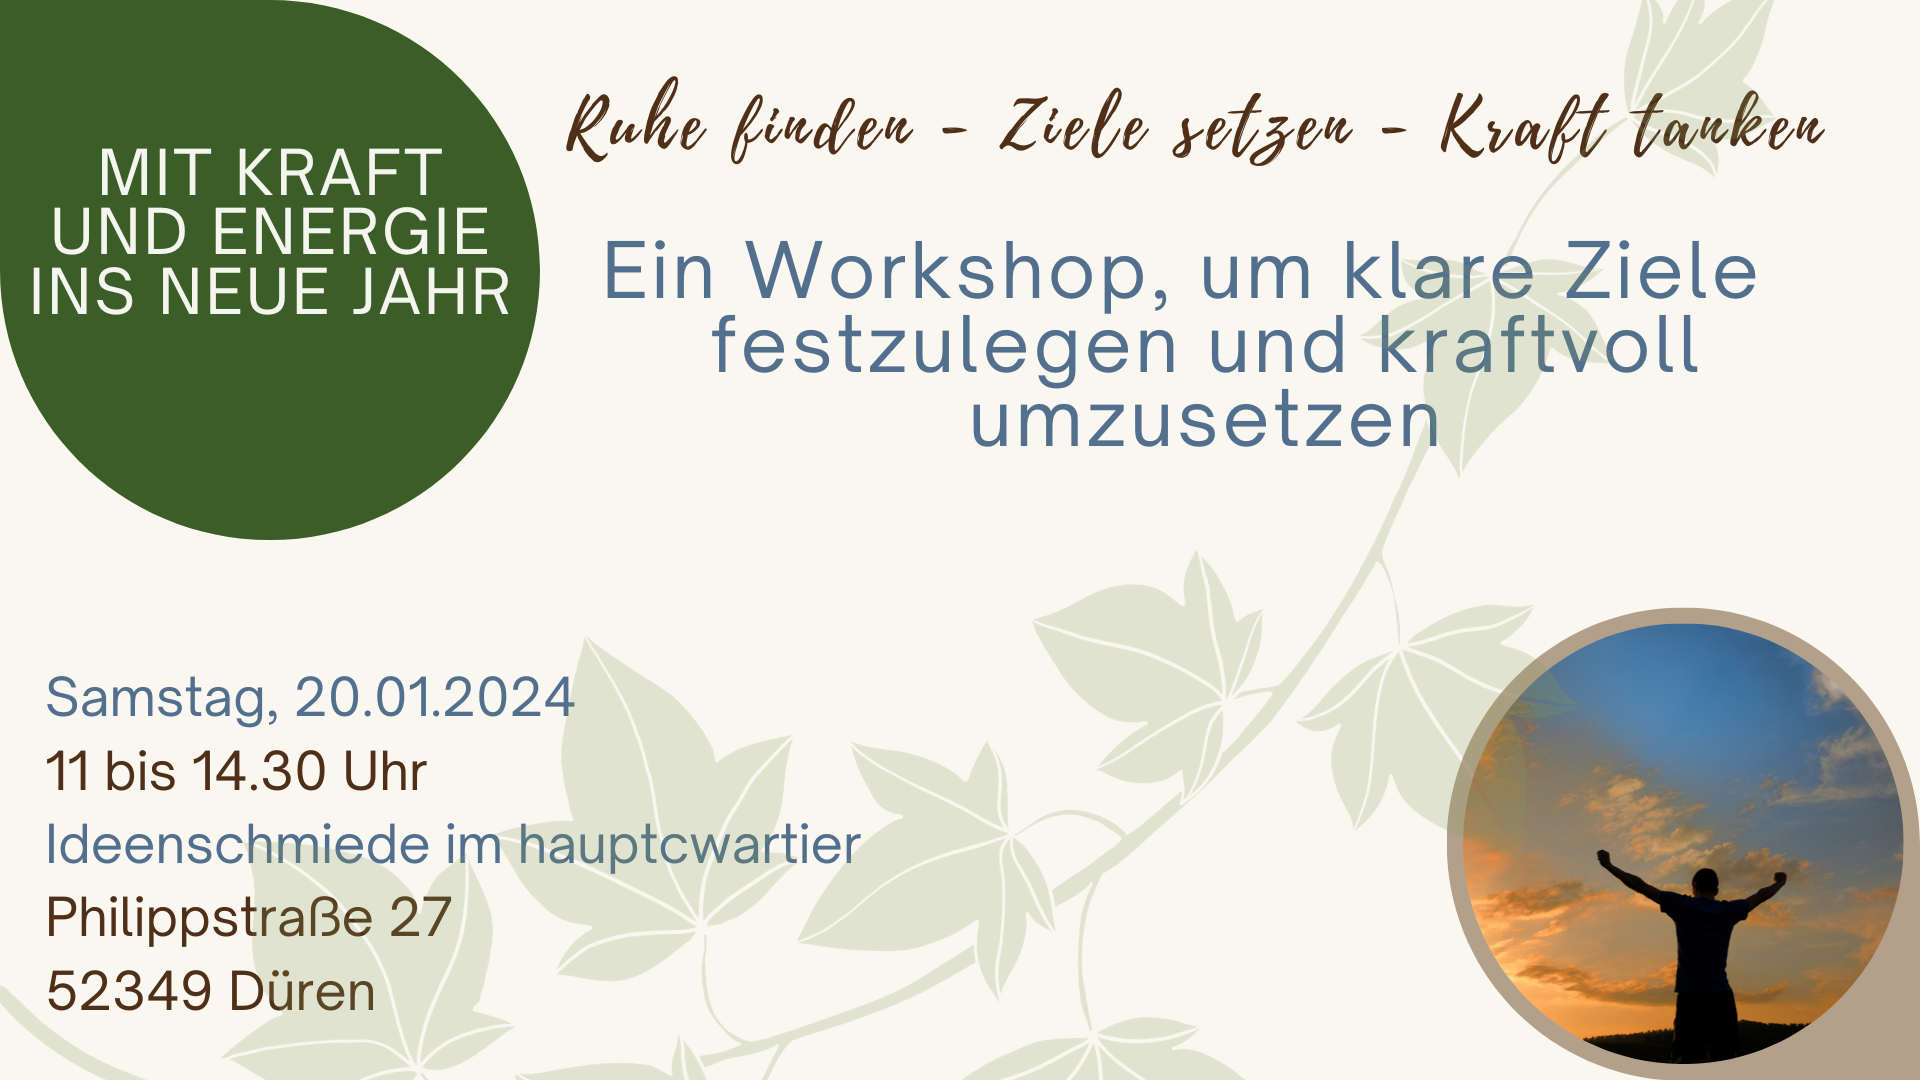 MIT KRAFT
UND ENERGIE
INS NEUE JAHR
Ruhe finden - Ziele setzen - Kraft tanken
Ein Workshop, um klare Ziele
festzulegen und kraftvoll
umzusetzen
Samstag, 20.01.2024
11 bis 14.30 Uhr
Ideenschmiede im hauptcwartier
Philippstraße 27
52349 Düren